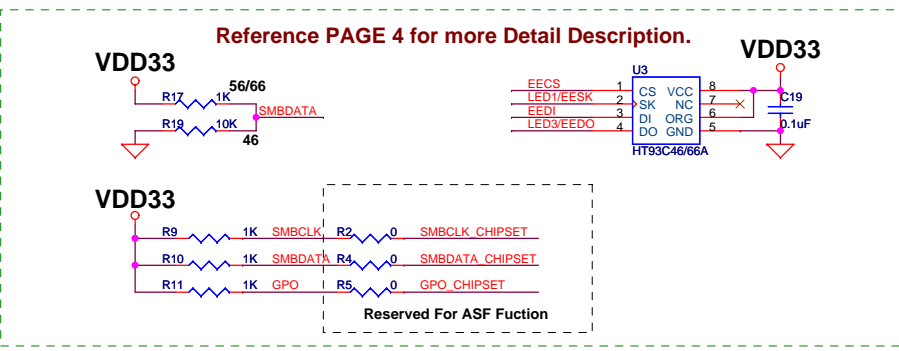 Reference PAGE 4 for more Detail Description.
VDD33
56/66
R17 1K
SMBDATA
R19 10K
46
VDD33
U3
EECS 1 CS VCC 8
LED1/EESK 2 SK NC 7
EEDI 3 DI ORG 6
LED3/EEDO 4 DO GND 5
HT93C46/66A
C19
0.1uF
VDD33
R9 1K SMBCLK R2 0 SMBCLK_CHIPSET
R10 1K SMBDATA R4 0 SMBDATA_CHIPSET
R11 1K GPO R5 0 GPO_CHIPSET
Reserved For ASF Fuction